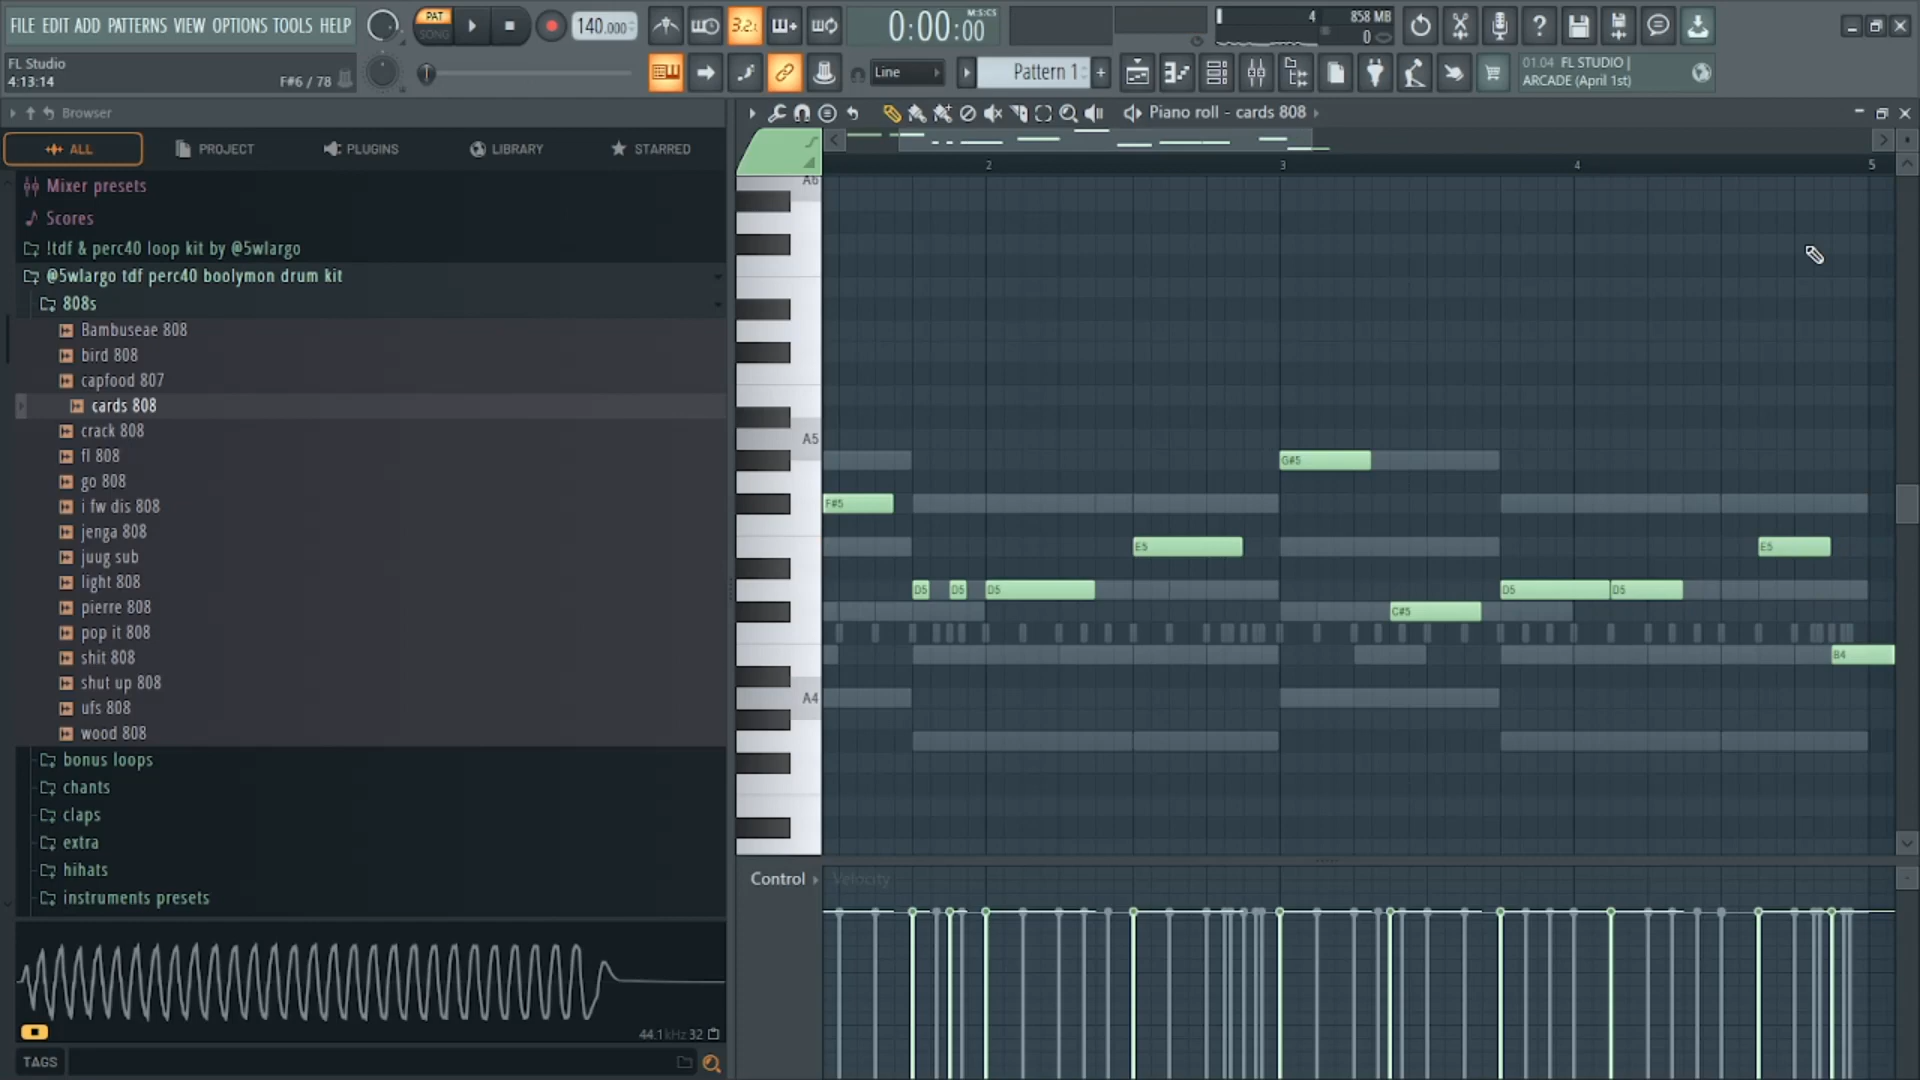 FILE EDIT ADD PATTERNS VIEW OPTIONS TOOLS HELP
PAT
SONG
140.000
3.2.
0:00:00
M:S:CS
4
858 MB
0
FL Studio
4:13:14
F#6 / 78
Line
Pattern 1
01:04 FL STUDIO |
ARCADE (April 1st)
Browser
Piano roll - cards 808
ALL
PROJECT
PLUGINS
LIBRARY
STARRED
2
3
4
5
Mixer presets
Scores
!tdf & perc40 loop kit by @5wlargo
@5wlargo tdf perc40 boolymon drum kit
808s
Bambuseae 808
bird 808
capfood 807
cards 808
crack 808
fl 808
go 808
i fw dis 808
jenga 808
juug sub
light 808
pierre 808
pop it 808
shit 808
shut up 808
ufs 808
wood 808
bonus loops
chants
claps
extra
hihats
instruments presets
A6
A5
G#5
F#5
E5
E5
D5
D5
D5
D5
D5
C#5
B4
A4
Control
Velocity
44.1kHz 32
TAGS